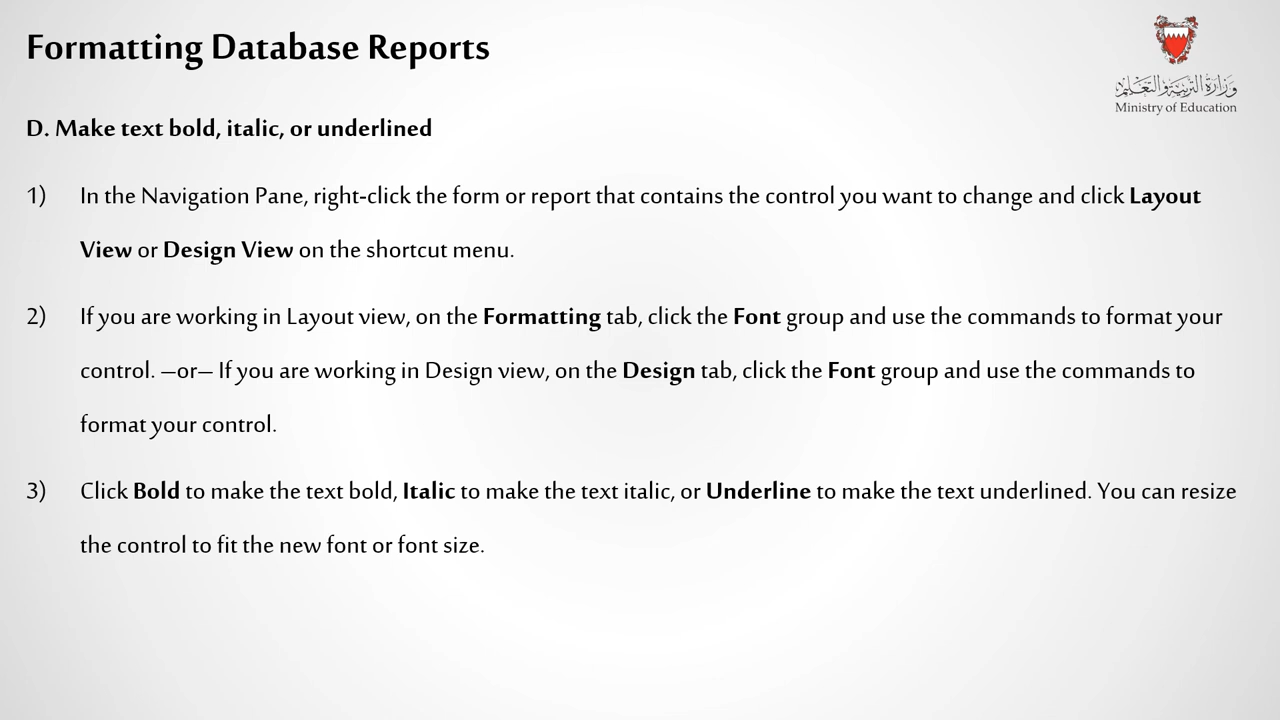 Formatting Database Reports
وزارة التربية والتعليم
Ministry of Education
D. Make text bold, italic, or underlined
1) In the Navigation Pane, right-click the form or report that contains the control you want to change and click Layout
View or Design View on the shortcut menu.
2) If you are working in Layout view, on the Formatting tab, click the Font group and use the commands to format your
control. —or— If you are working in Design view, on the Design tab, click the Font group and use the commands to
format your control.
3) Click Bold to make the text bold, Italic to make the text italic, or Underline to make the text underlined. You can resize
the control to fit the new font or font size.